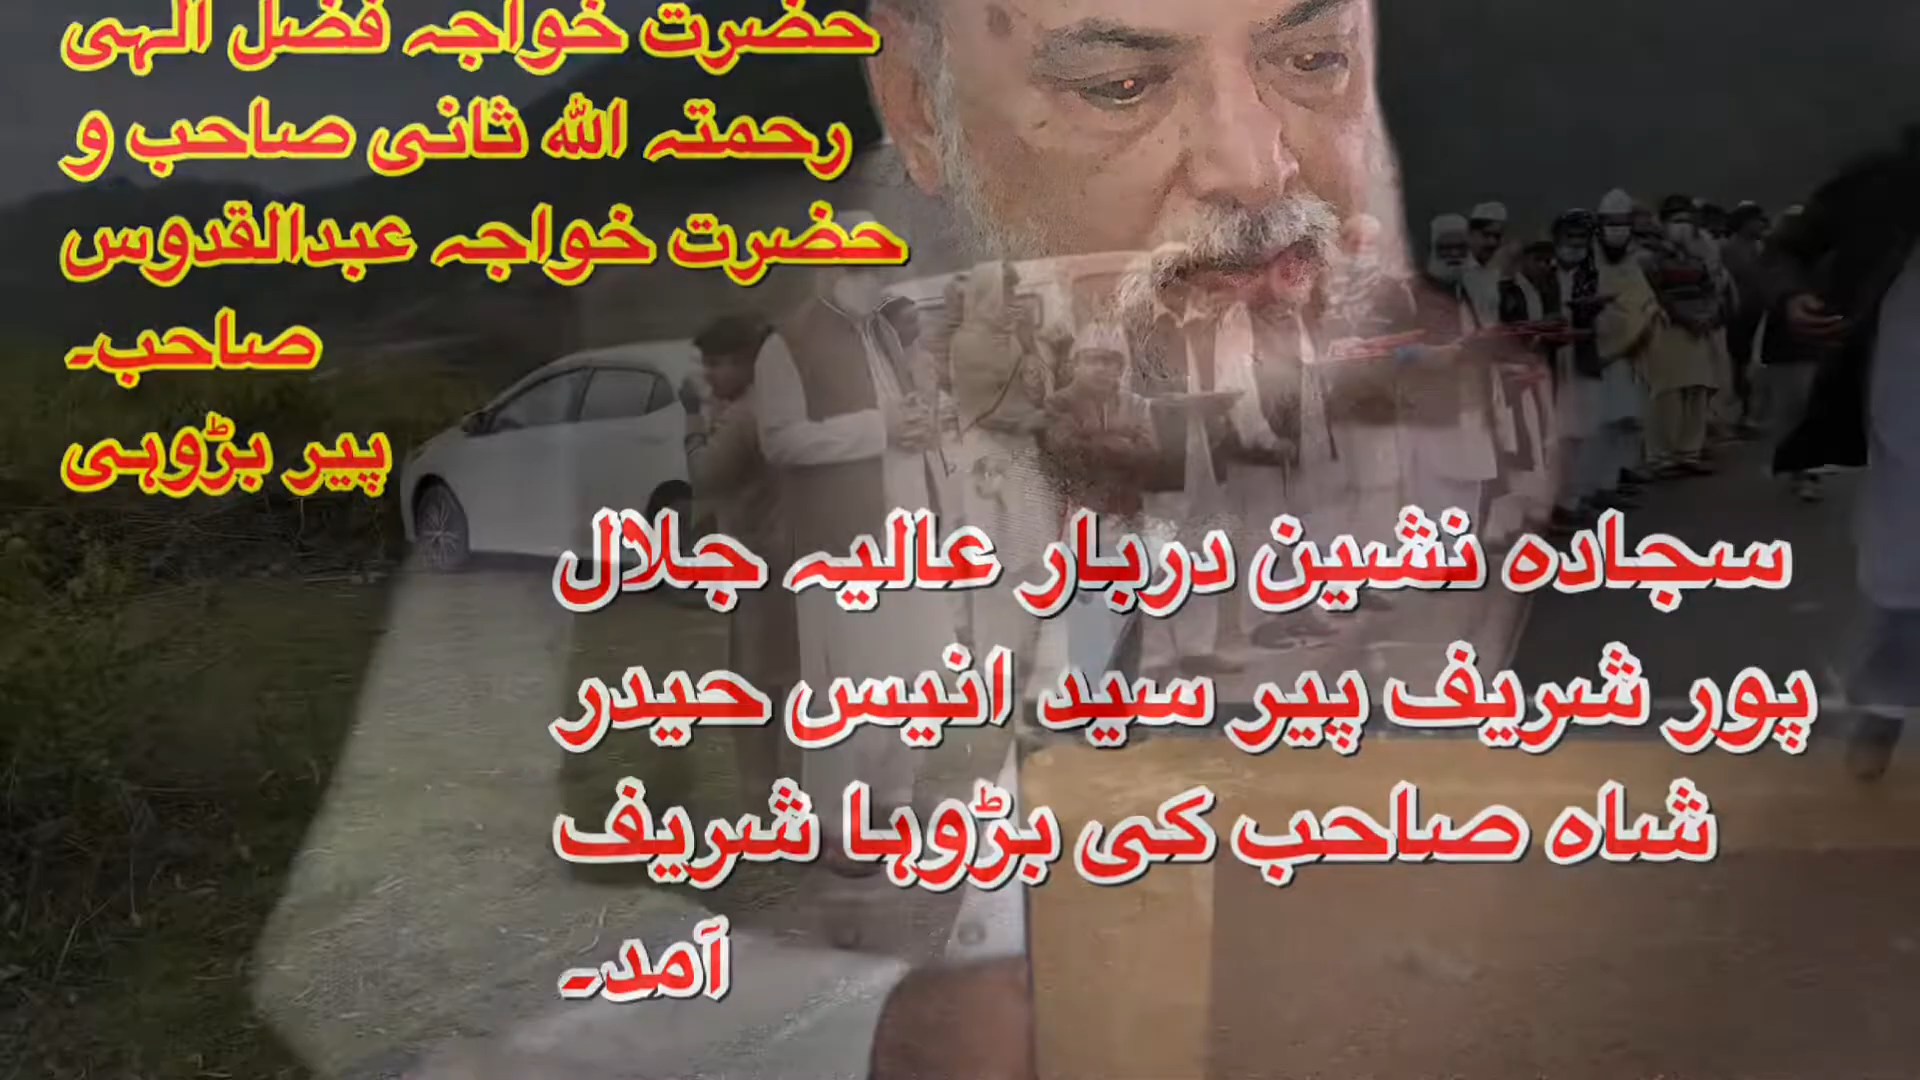 حضرت خواجہ فضل الہی
رحمتہ اللہ ثانی صاحب و
حضرت خواجہ عبدالقدوس
صاحب۔
پیر بڑوہی
سجادہ نشین دربار عالیہ جلال
پور شریف پیر سید انیس حیدر
شاہ صاحب کی بڑوہا شریف
آمد۔